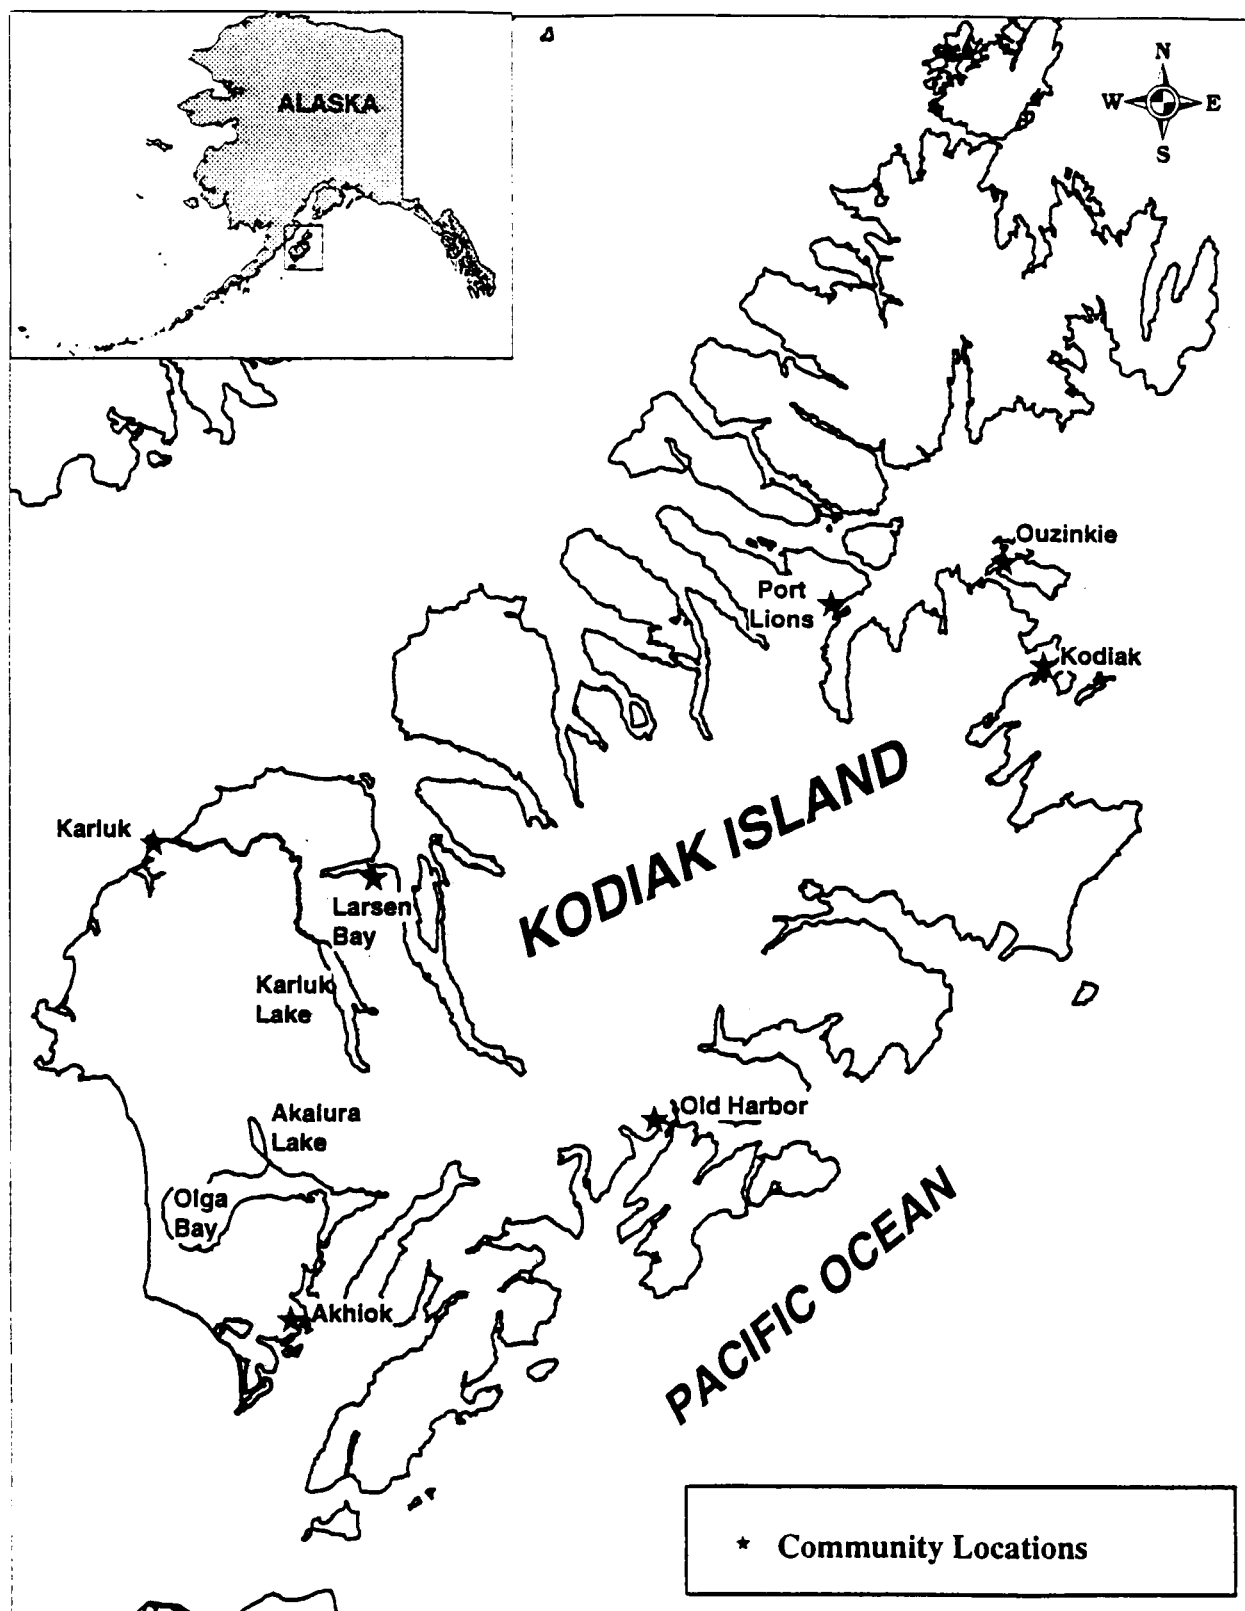 ALASKA
N
W E
S
Ouzinkie
Port
Lions
Kodiak
KODIAK ISLAND
Karluk
Larsen
Bay
Karluk
Lake
Old Harbor
Akalura
Lake
Olga
Bay
Akhiok
PACIFIC OCEAN
Community Locations